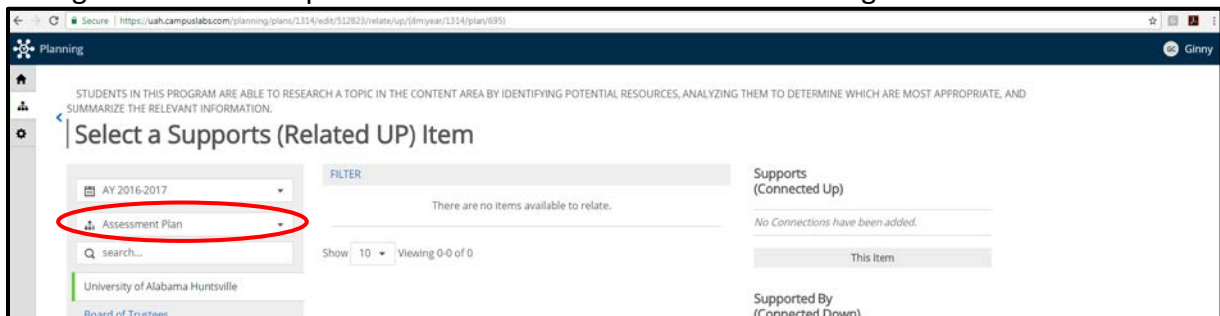 Secure | https://uah.campuslabs.com/planning/plans/1314/edit/512823/relate/up/(dm:year/1314/plan/695)
Planning
Ginny
STUDENTS IN THIS PROGRAM ARE ABLE TO RESEARCH A TOPIC IN THE CONTENT AREA BY IDENTIFYING POTENTIAL RESOURCES, ANALYZING THEM TO DETERMINE WHICH ARE MOST APPROPRIATE, AND
SUMMARIZE THE RELEVANT INFORMATION.
Select a Supports (Related UP) Item
AY 2016-2017
Assessment Plan
search...
University of Alabama Huntsville
Board of Trustees
FILTER
There are no items available to relate.
Show 10 Viewing 0-0 of 0
Supports
(Connected Up)
No Connections have been added.
This Item
Supported By
(Connected Down)